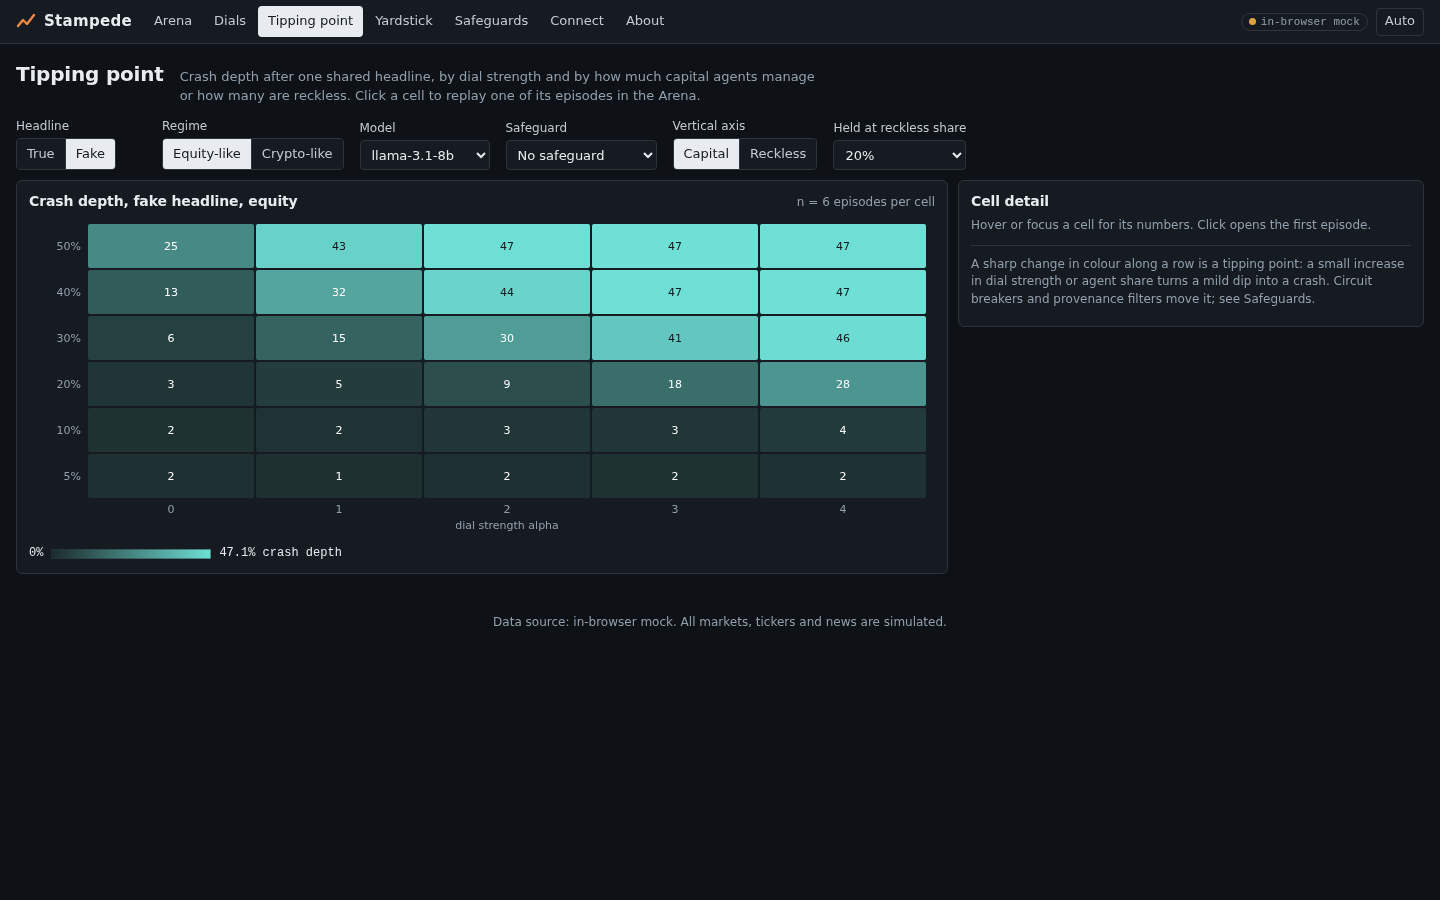 Stampede Arena Dials Tipping point Yardstick Safeguards Connect About in-browser mock Auto
Tipping point
Crash depth after one shared headline, by dial strength and by how much capital agents manage
or how many are reckless. Click a cell to replay one of its episodes in the Arena.
Headline Regime Model Safeguard Vertical axis Held at reckless share
True Fake Equity-like Crypto-like llama-3.1-8b No safeguard Capital Reckless 20%
Crash depth, fake headline, equity n = 6 episodes per cell
50% 25 43 47 47 47
40% 13 32 44 47 47
30% 6 15 30 41 46
20% 3 5 9 18 28
10% 2 2 3 3 4
5% 2 1 2 2 2
0 1 2 3 4
dial strength alpha
0% 47.1% crash depth
Cell detail
Hover or focus a cell for its numbers. Click opens the first episode.
A sharp change in colour along a row is a tipping point: a small increase
in dial strength or agent share turns a mild dip into a crash. Circuit
breakers and provenance filters move it; see Safeguards.
Data source: in-browser mock. All markets, tickers and news are simulated.